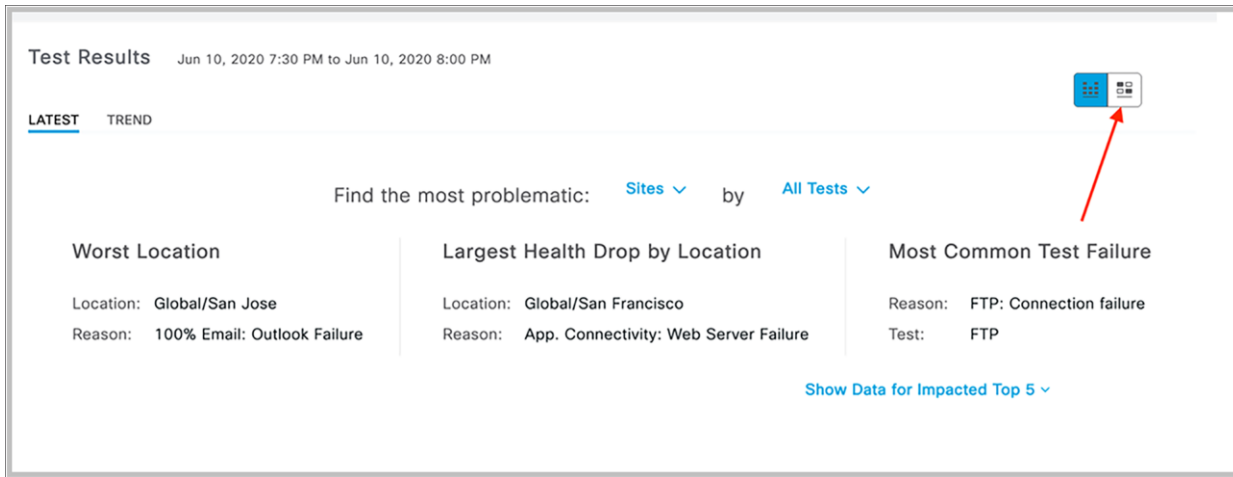 Test Results Jun 10, 2020 7:30 PM to Jun 10, 2020 8:00 PM
LATEST TREND
Find the most problematic: Sites by All Tests
Worst Location
Location: Global/San Jose
Reason: 100% Email: Outlook Failure
Largest Health Drop by Location
Location: Global/San Francisco
Reason: App. Connectivity: Web Server Failure
Most Common Test Failure
Reason: FTP: Connection failure
Test: FTP
Show Data for Impacted Top 5